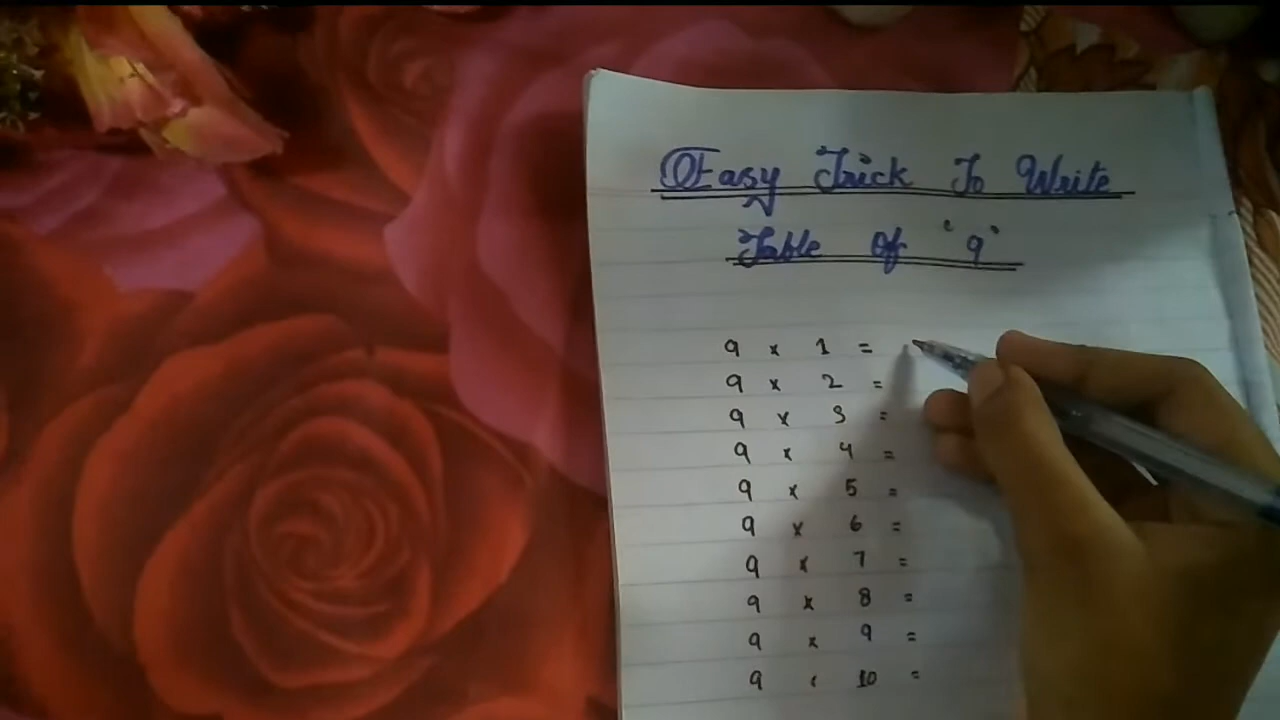 Easy Trick To Write
Table Of '9'
9 x 1 =
9 x 2 =
9 x 3 =
9 x 4 =
9 x 5 =
9 x 6 =
9 x 7 =
9 x 8 =
9 x 9 =
9 x 10 =